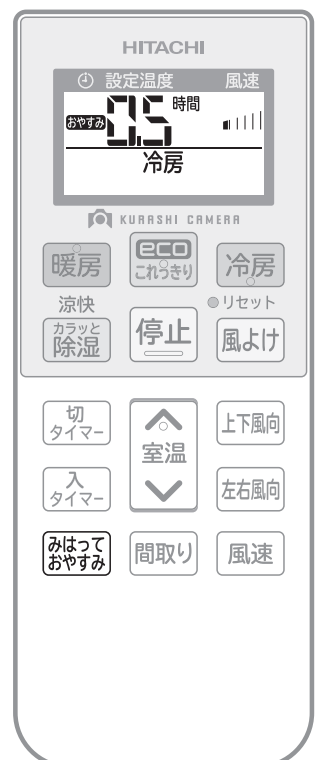 HITACHI
設定温度 風速
おやすみ 0.5 時間
冷房
KURASHI CAMERA
暖房 eco これっきり 冷房
涼快 リセット
カラッと除湿 停止 風よけ
切タイマー 室温 上下風向
入タイマー 左右風向
みはっておやすみ 間取り 風速